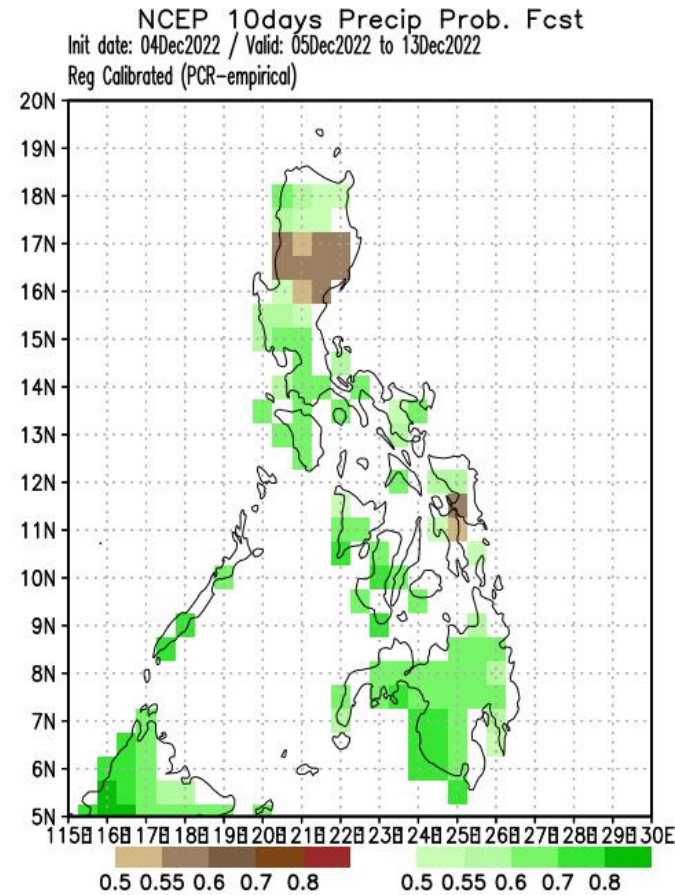 NCEP 10days Precip Prob. Fcst
Init date: 04Dec2022 / Valid: 05Dec2022 to 13Dec2022
Reg Calibrated (PCR-empirical)
20N
19N
18N
17N
16N
15N
14N
13N
12N
11N
10N
9N
8N
7N
6N
5N
115E 116E 117E 118E 119E 120E 121E 122E 123E 124E 125E 126E 127E 128E 129E 130E
0.5 0.55 0.6 0.7 0.8 0.5 0.55 0.6 0.7 0.8